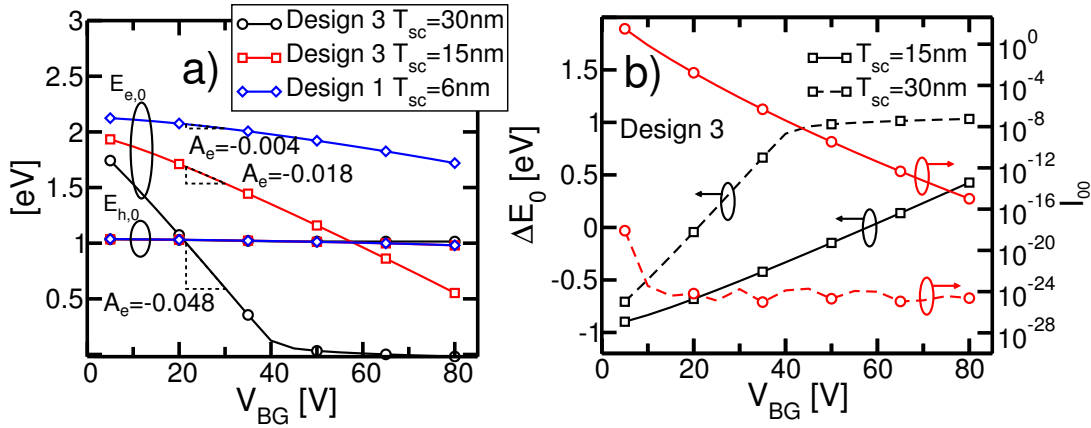 Design 3 T_sc=30nm
Design 3 T_sc=15nm
Design 1 T_sc=6nm
a)
3
2.5
2
1.5
1
0.5
[eV]
E_e,0
E_h,0
A_e=-0.004
A_e=-0.018
A_e=-0.048
0 20 40 60 80
V_BG [V]
b)
T_sc=15nm
T_sc=30nm
Design 3
1.5
1
0.5
0
-0.5
-1
ΔE_0 [eV]
10^0
10^-4
10^-8
10^-12
10^-16
10^-20
10^-24
10^-28
I_00
0 20 40 60 80
V_BG [V]